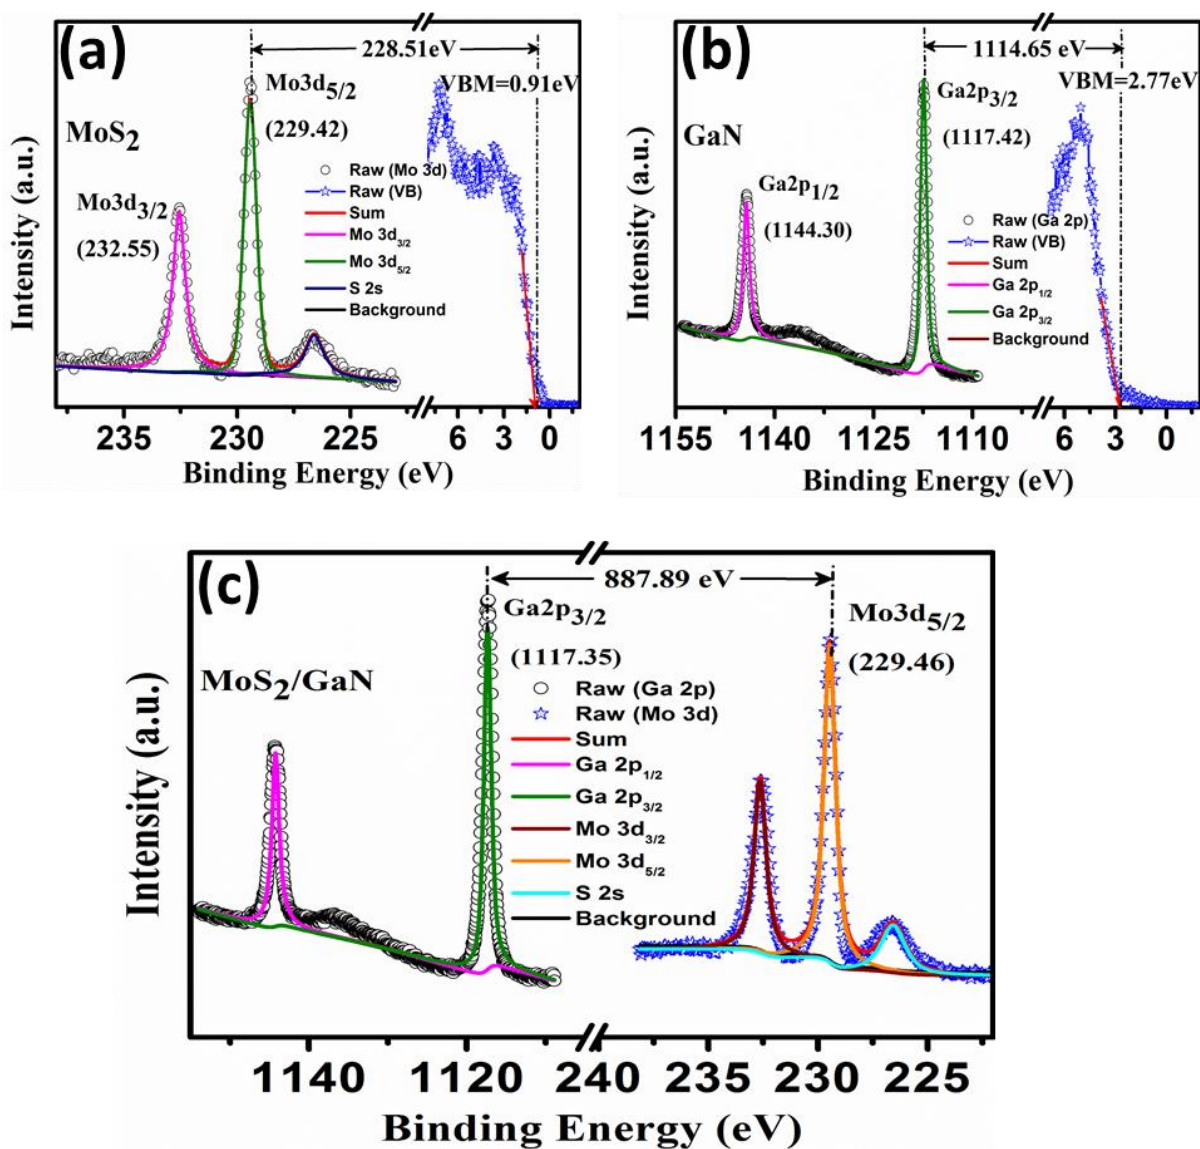 (a)
228.51eV
Mo3d5/2
(229.42)
VBM=0.91eV
MoS2
Mo3d3/2
(232.55)
Raw (Mo 3d)
Raw (VB)
Sum
Mo 3d3/2
Mo 3d5/2
S 2s
Background
Intensity (a.u.)
235 230 225 6 3 0
Binding Energy (eV)
(b)
1114.65 eV
VBM=2.77eV
Ga2p3/2
(1117.42)
GaN
Ga2p1/2
(1144.30)
Raw (Ga 2p)
Raw (VB)
Sum
Ga 2p1/2
Ga 2p3/2
Background
Intensity (a.u.)
1155 1140 1125 1110 6 3 0
Binding Energy (eV)
(c)
887.89 eV
Ga2p3/2
(1117.35)
Mo3d5/2
(229.46)
MoS2/GaN
Raw (Ga 2p)
Raw (Mo 3d)
Sum
Ga 2p1/2
Ga 2p3/2
Mo 3d3/2
Mo 3d5/2
S 2s
Background
Intensity (a.u.)
1140 1120 240 235 230 225
Binding Energy (eV)